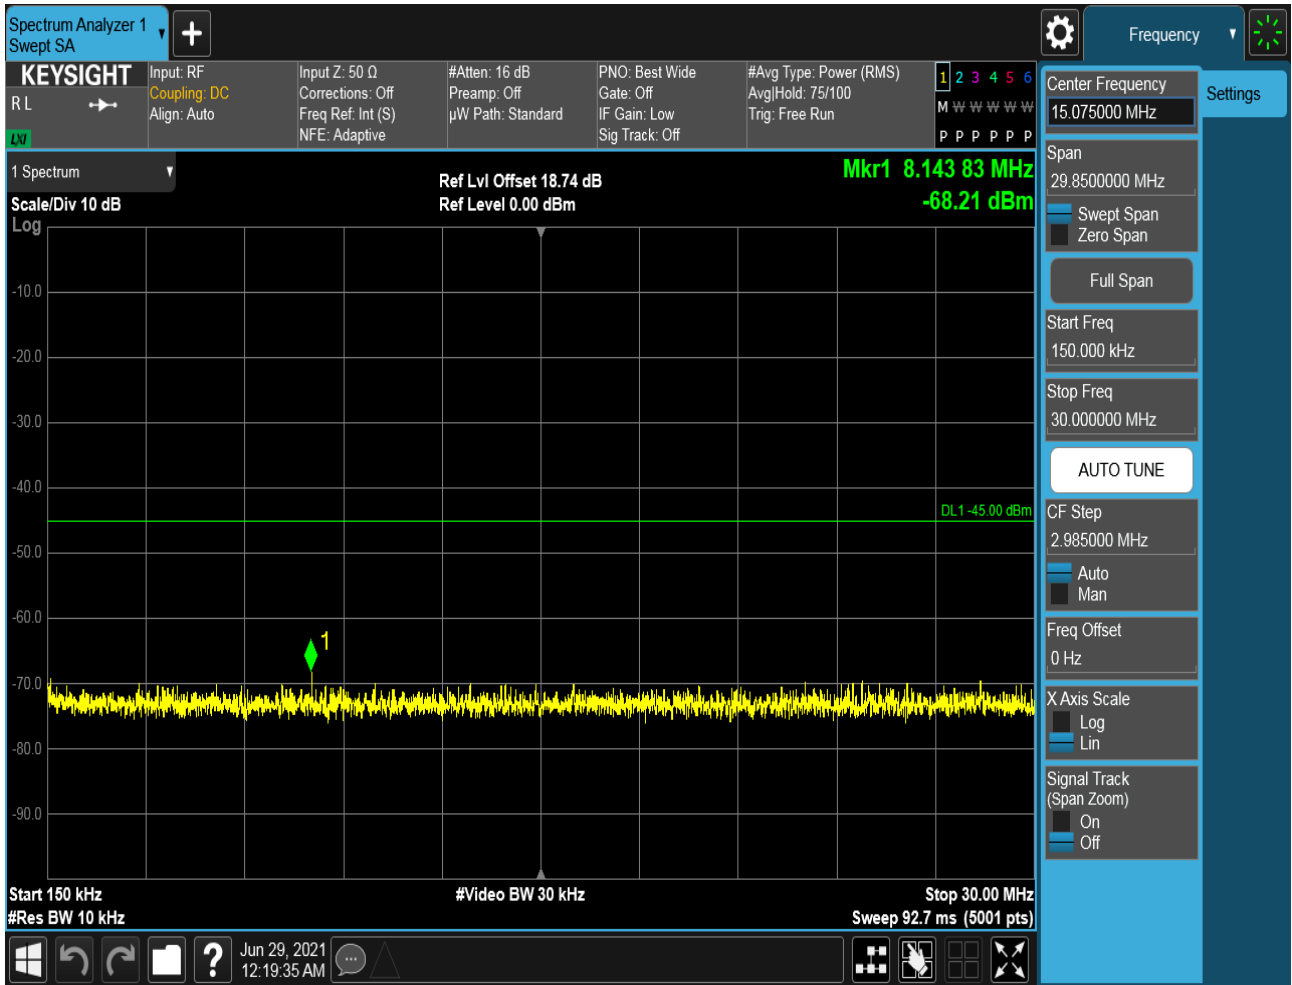 Spectrum Analyzer 1
Swept SA
Frequency
KEYSIGHT
R L
LXI
Input: RF
Coupling: DC
Align: Auto
Input Z: 50 Ω
Corrections: Off
Freq Ref: Int (S)
NFE: Adaptive
#Atten: 16 dB
Preamp: Off
µW Path: Standard
PNO: Best Wide
Gate: Off
IF Gain: Low
Sig Track: Off
#Avg Type: Power (RMS)
Avg|Hold: 75/100
Trig: Free Run
1 2 3 4 5 6
M W W W W W
P P P P P P
1 Spectrum
Scale/Div 10 dB
Log
Ref Lvl Offset 18.74 dB
Ref Level 0.00 dBm
Mkr1 8.143 83 MHz
-68.21 dBm
-10.0
-20.0
-30.0
-40.0
DL1 -45.00 dBm
-50.0
-60.0
1
-70.0
-80.0
-90.0
Start 150 kHz
#Video BW 30 kHz
Stop 30.00 MHz
#Res BW 10 kHz
Sweep 92.7 ms (5001 pts)
?
Jun 29, 2021
12:19:35 AM
Center Frequency
15.075000 MHz
Settings
Span
29.8500000 MHz
Swept Span
Zero Span
Full Span
Start Freq
150.000 kHz
Stop Freq
30.000000 MHz
AUTO TUNE
CF Step
2.985000 MHz
Auto
Man
Freq Offset
0 Hz
X Axis Scale
Log
Lin
Signal Track
(Span Zoom)
On
Off